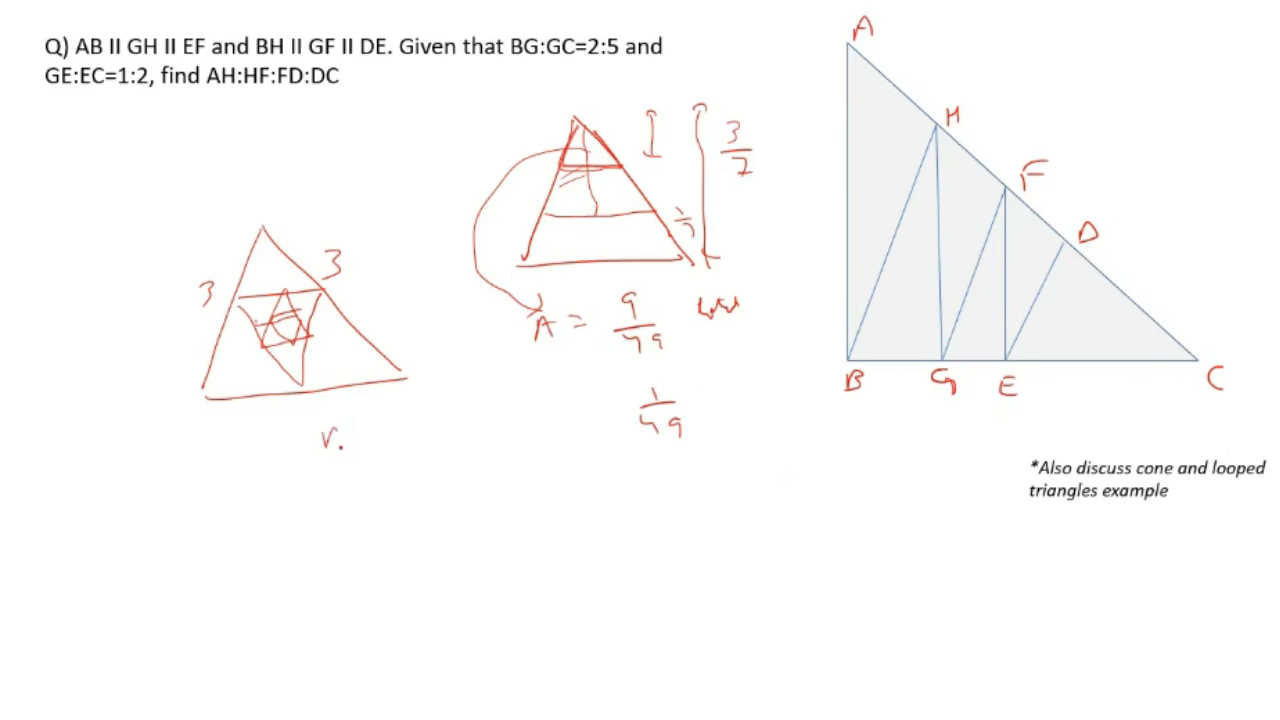 Q) AB II GH II EF and BH II GF II DE. Given that BG:GC=2:5 and
GE:EC=1:2, find AH:HF:FD:DC
A
H
F
D
B
G
E
C
3
3
3/7
A = 9/49
1/49
V.
*Also discuss cone and looped
triangles example